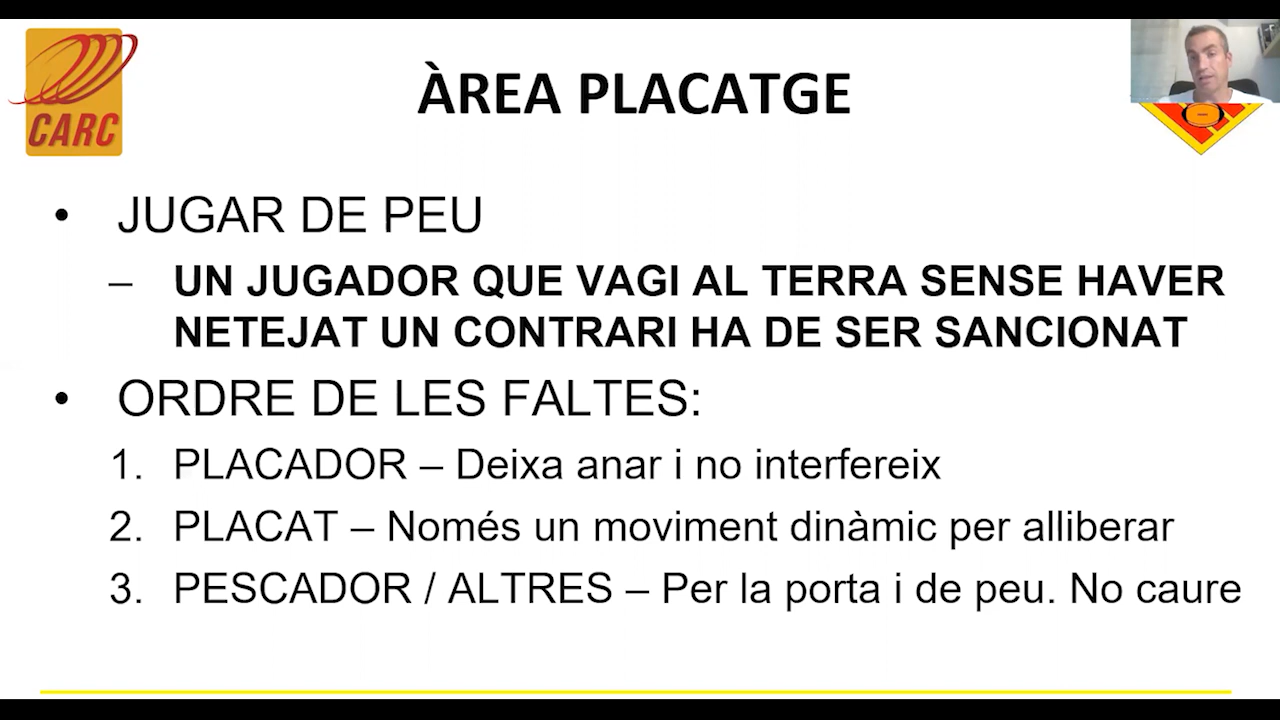 CARC
ÀREA PLACATGE
• JUGAR DE PEU
– UN JUGADOR QUE VAGI AL TERRA SENSE HAVER
NETEJAT UN CONTRARI HA DE SER SANCIONAT
• ORDRE DE LES FALTES:
1. PLACADOR – Deixa anar i no interfereix
2. PLACAT – Només un moviment dinàmic per alliberar
3. PESCADOR / ALTRES – Per la porta i de peu. No caure